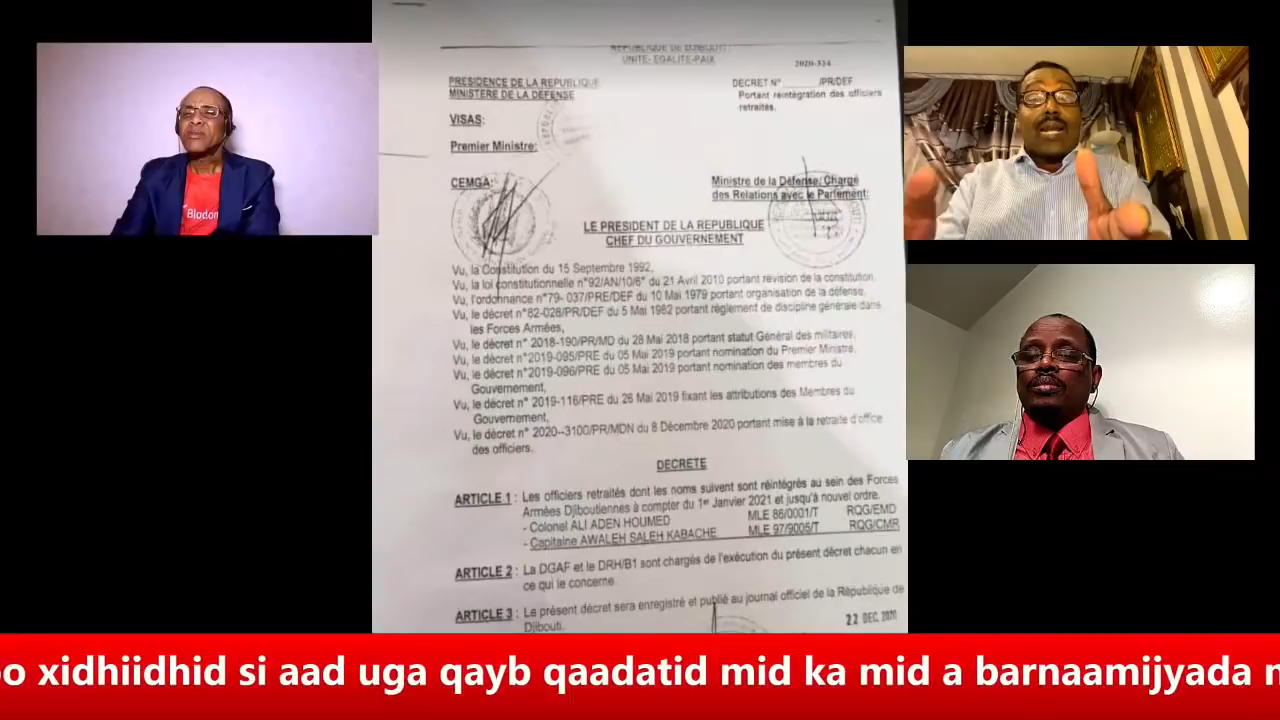 REPUBLIQUE DE DJIBOUTI
UNITE- EGALITE-PAIX
PRESIDENCE DE LA REPUBLIQUE
MINISTERE DE LA DEFENSE
VISAS:
Premier Ministre:
CEMGA:
2020-334
DECRET N° ______/PR/DEF
Portant réintégration des officiers
retraités.
Ministre de la Défense, Chargé
des Relations avec le Parlement:
LE PRESIDENT DE LA REPUBLIQUE
CHEF DU GOUVERNEMENT
Vu, la Constitution du 15 Septembre 1992,
Vu, la loi constitutionnelle n°92/AN/10/6° du 21 Avril 2010 portant révision de la constitution.
Vu, l'ordonnance n°79- 037/PRE/DEF du 10 Mai 1979 portant organisation de la défense.
Vu, le décret n°82-028/PR/DEF du 5 Mai 1982 portant règlement de discipline générale dans
les Forces Armées,
Vu, le décret n° 2018-190/PR/MD du 28 Mai 2018 portant statut Général des militaires.
Vu, le décret n°2019-095/PRE du 05 Mai 2019 portant nomination du Premier Ministre.
Vu, le décret n°2019-096/PRE du 05 Mai 2019 portant nomination des membres du
Gouvernement,
Vu, le décret n° 2019-116/PRE du 26 Mai 2019 fixant les attributions des Membres du
Gouvernement,
Vu, le décret n° 2020--3100/PR/MDN du 8 Décembre 2020 portant mise à la retraite d'office
des officiers.
DECRETE
ARTICLE 1 : Les officiers retraités dont les noms suivent sont réintégrés au sein des Forces
Armées Djiboutiennes à compter du 1er Janvier 2021 et jusqu'à nouvel ordre.
- Colonel ALI ADEN HOUMED MLE 86/0001/T RQG/EMD
- Capitaine AWALEH SALEH KABACHE MLE 97/9005/T RQG/CMR
ARTICLE 2 : La DGAF et le DRH/B1 sont chargés de l'exécution du présent décret chacun en
ce qui le concerne.
ARTICLE 3 : Le présent décret sera enregistré et publié au journal officiel de la République de
Djibouti.
22 DEC. 2020
Blodon
oo xidhiidhid si aad uga qayb qaadatid mid ka mid a barnaamijyada